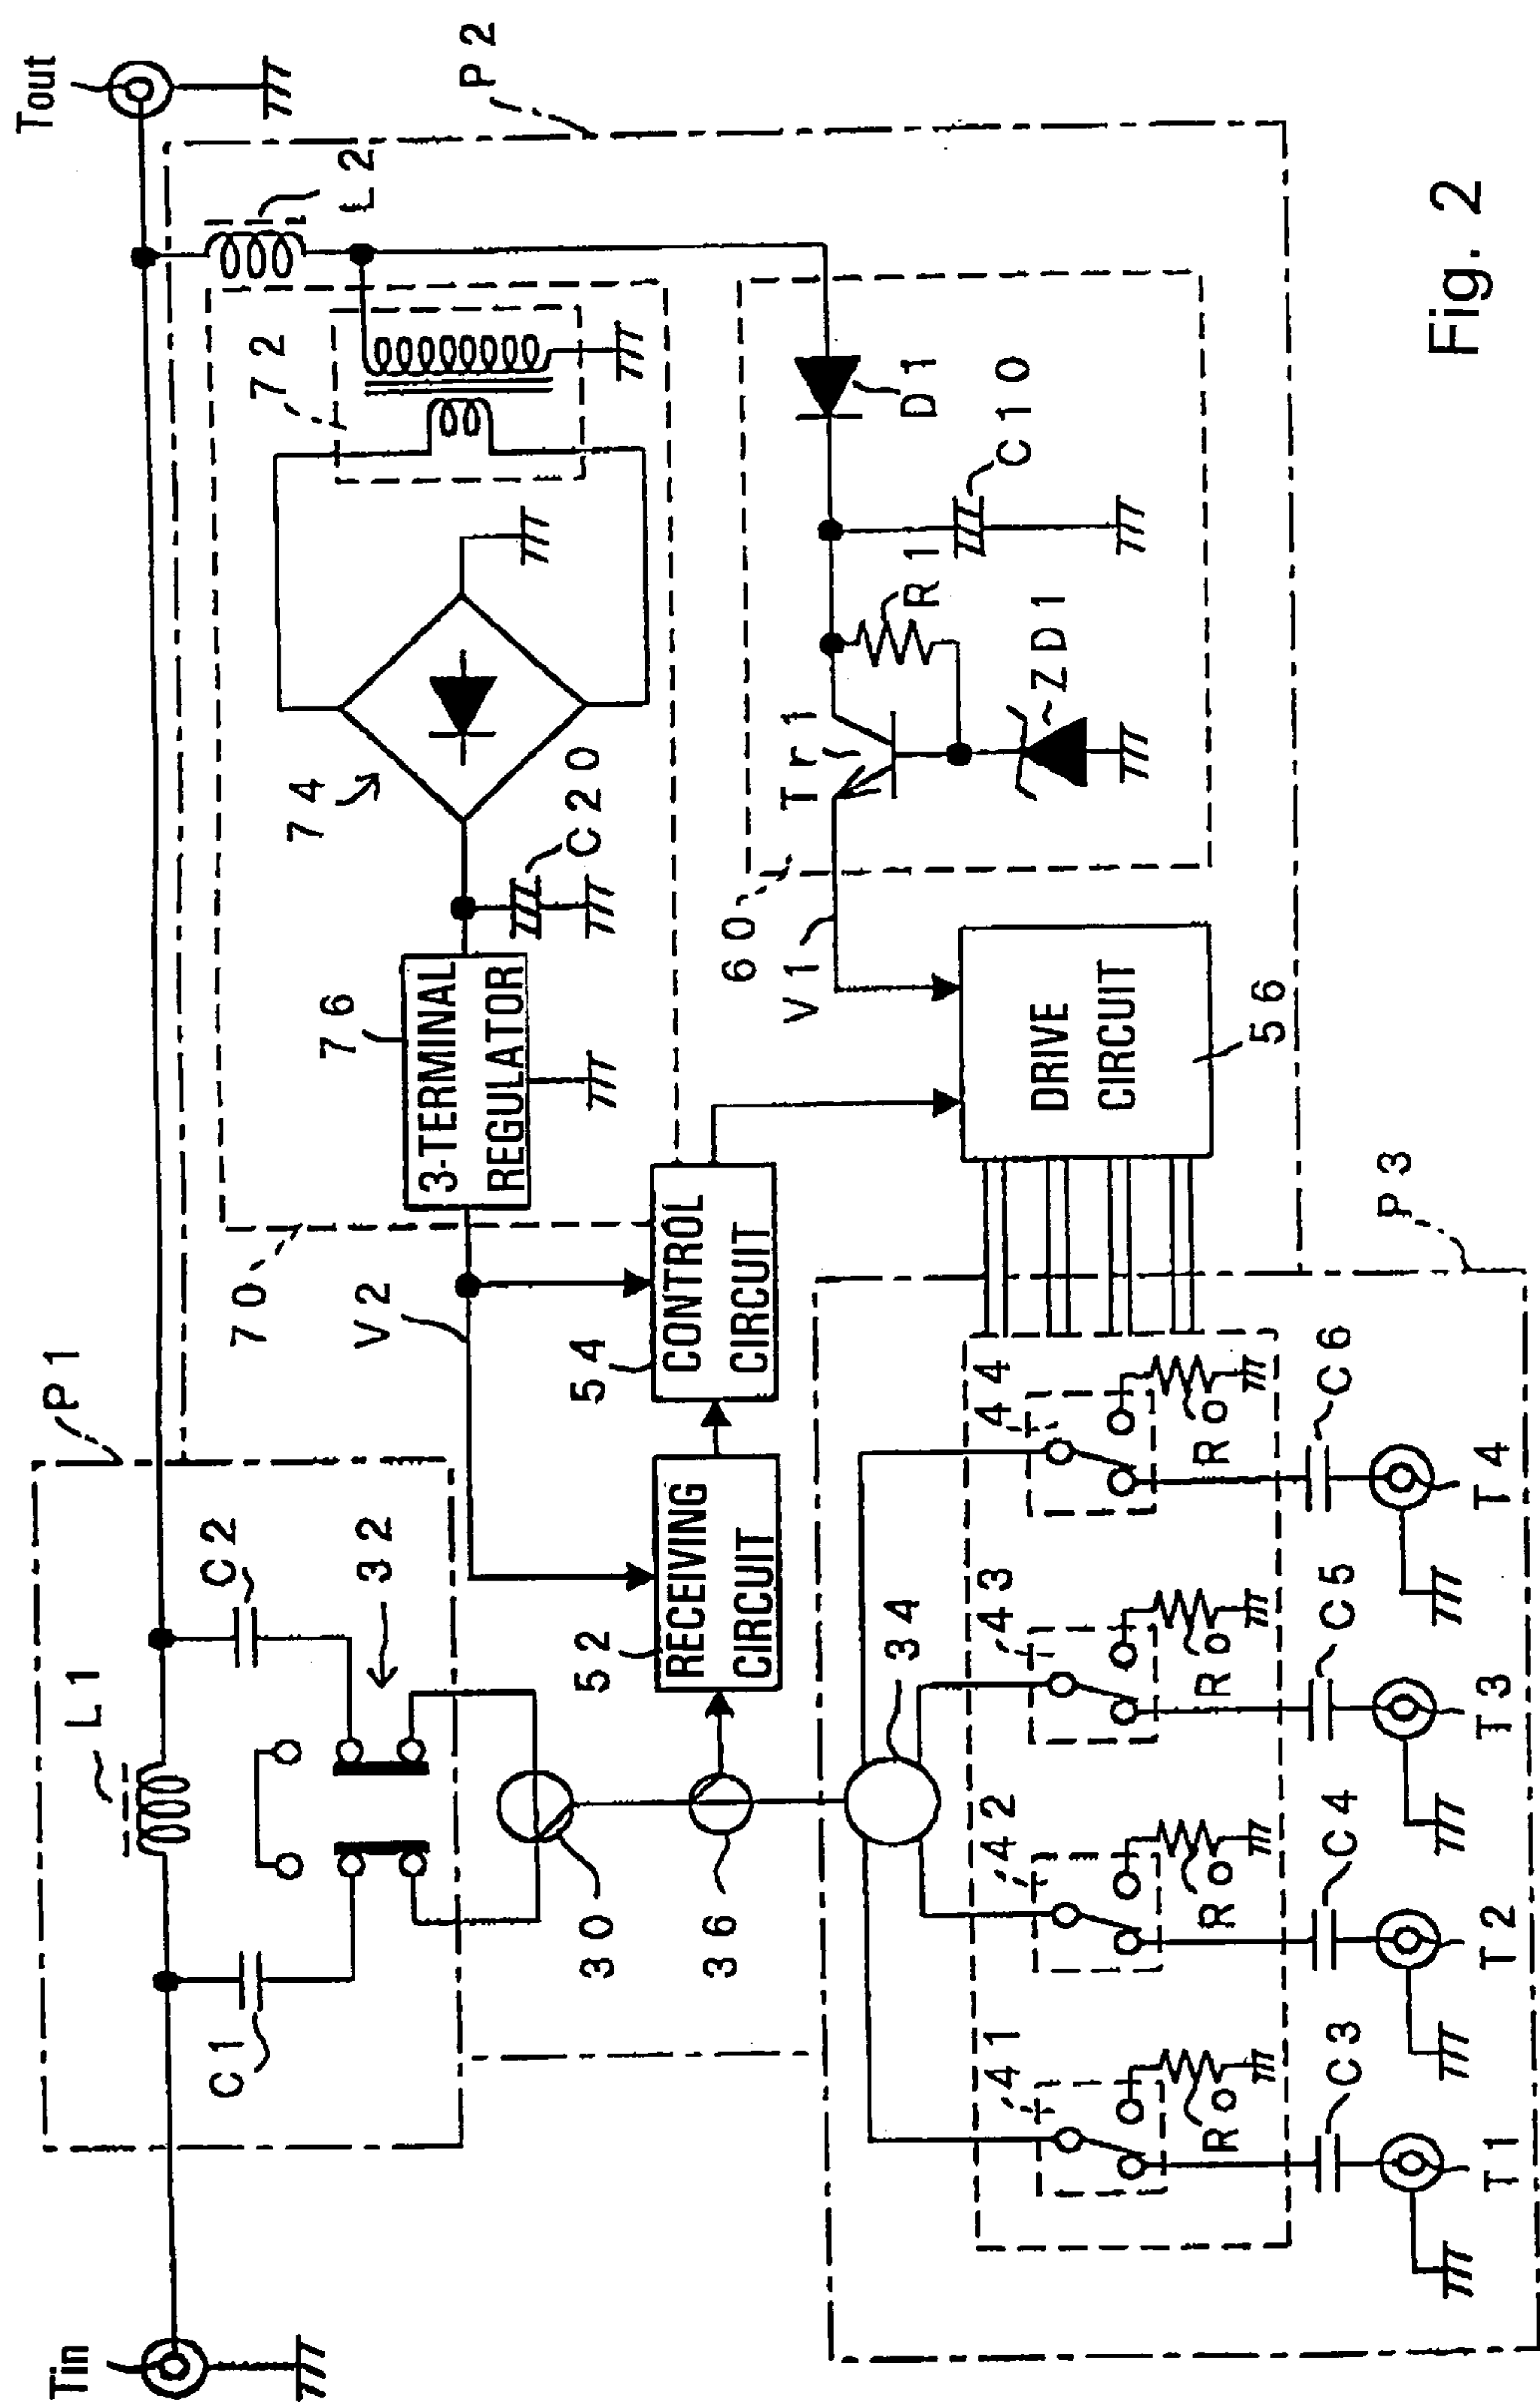 Tin
Tout
P1
L1
C1
C2
32
L2
P2
72
74
C20
76
3-TERMINAL
REGULATOR
70
V2
30
36
52
RECEIVING
CIRCUIT
54
CONTROL
CIRCUIT
60
V1
Tr1
R1
D1
C10
ZD1
DRIVE
CIRCUIT
56
34
P3
41
42
43
44
Ro
Ro
Ro
Ro
C3
C4
C5
C6
T1
T2
T3
T4
Fig. 2